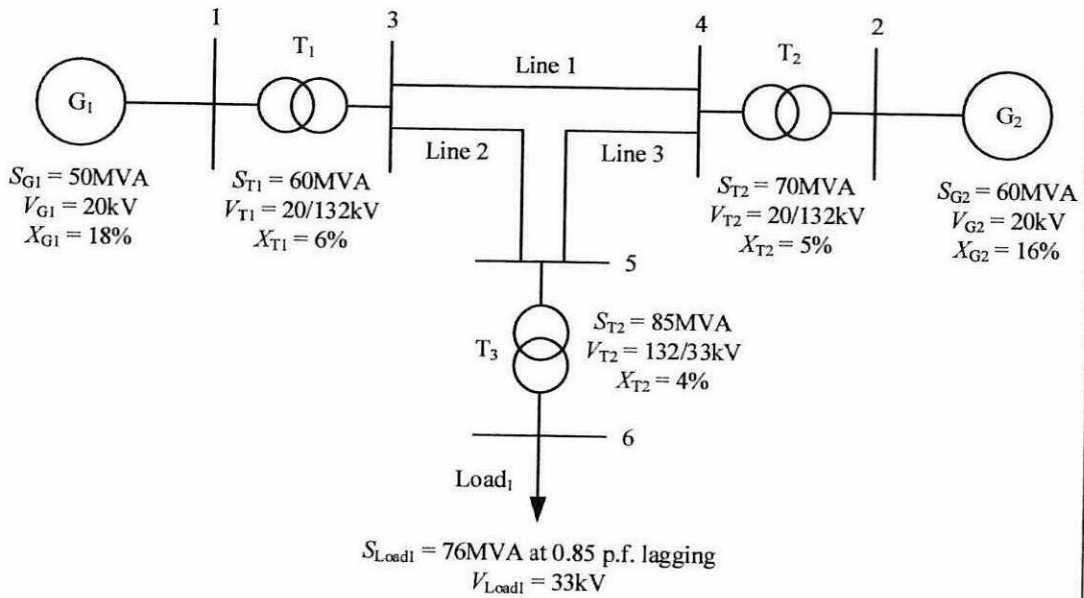 1
3
4
2
T1
T2
Line 1
G1
G2
Line 2
Line 3
SG1 = 50MVA
VG1 = 20kV
XG1 = 18%
ST1 = 60MVA
VT1 = 20/132kV
XT1 = 6%
ST2 = 70MVA
VT2 = 20/132kV
XT2 = 5%
SG2 = 60MVA
VG2 = 20kV
XG2 = 16%
5
T3
ST2 = 85MVA
VT2 = 132/33kV
XT2 = 4%
6
Load1
SLoad1 = 76MVA at 0.85 p.f. lagging
VLoad1 = 33kV